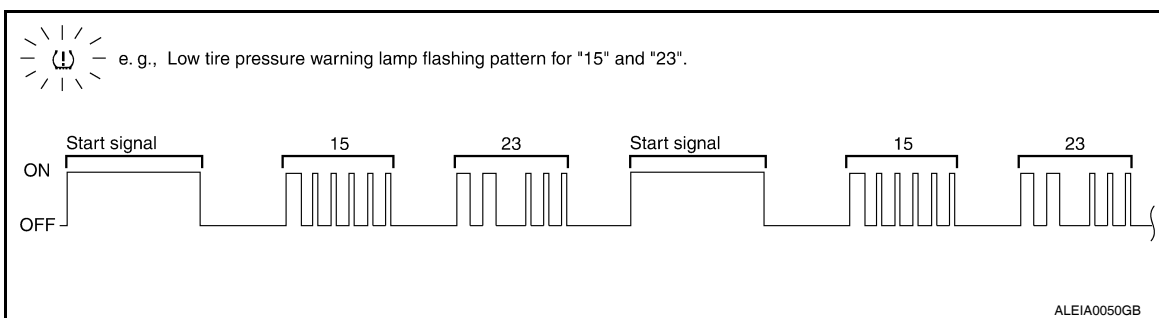 e. g., Low tire pressure warning lamp flashing pattern for "15" and "23".
Start signal 15 23 Start signal 15 23
ON
OFF
ALEIA0050GB